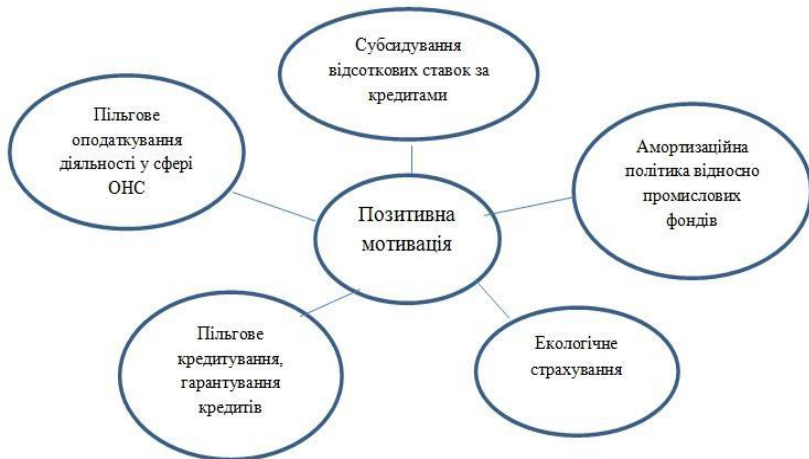 Субсидування
відсоткових ставок за
кредитами
Пільгове
оподаткування
діяльності у сфері
ОНС
Амортизаційна
політика відносно
промислових
фондів
Позитивна
мотивація
Пільгове
кредитування,
гарантування
кредитів
Екологічне
страхування